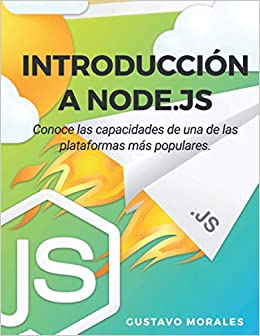 INTRODUCCIÓN
A NODE.JS
Conoce las capacidades de una de las
plataformas más populares.
.JS
JS
GUSTAVO MORALES